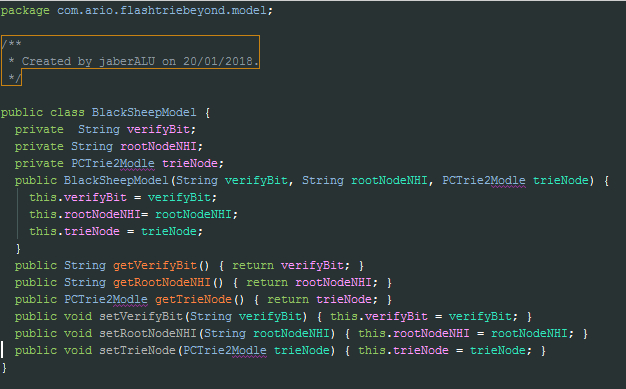 package com.ario.flashtriebeyond.model;
/**
 * Created by jaberALU on 20/01/2018.
 */
public class BlackSheepModel {
  private  String verifyBit;
  private String rootNodeNHI;
  private PCTrie2Modle trieNode;
  public BlackSheepModel(String verifyBit, String rootNodeNHI, PCTrie2Modle trieNode) {
    this.verifyBit = verifyBit;
    this.rootNodeNHI= rootNodeNHI;
    this.trieNode = trieNode;
  }
  public String getVerifyBit() { return verifyBit; }
  public String getRootNodeNHI() { return rootNodeNHI; }
  public PCTrie2Modle getTrieNode() { return trieNode; }
  public void setVerifyBit(String verifyBit) { this.verifyBit = verifyBit; }
  public void setRootNodeNHI(String rootNodeNHI) { this.rootNodeNHI = rootNodeNHI; }
  public void setTrieNode(PCTrie2Modle trieNode) { this.trieNode = trieNode; }
}